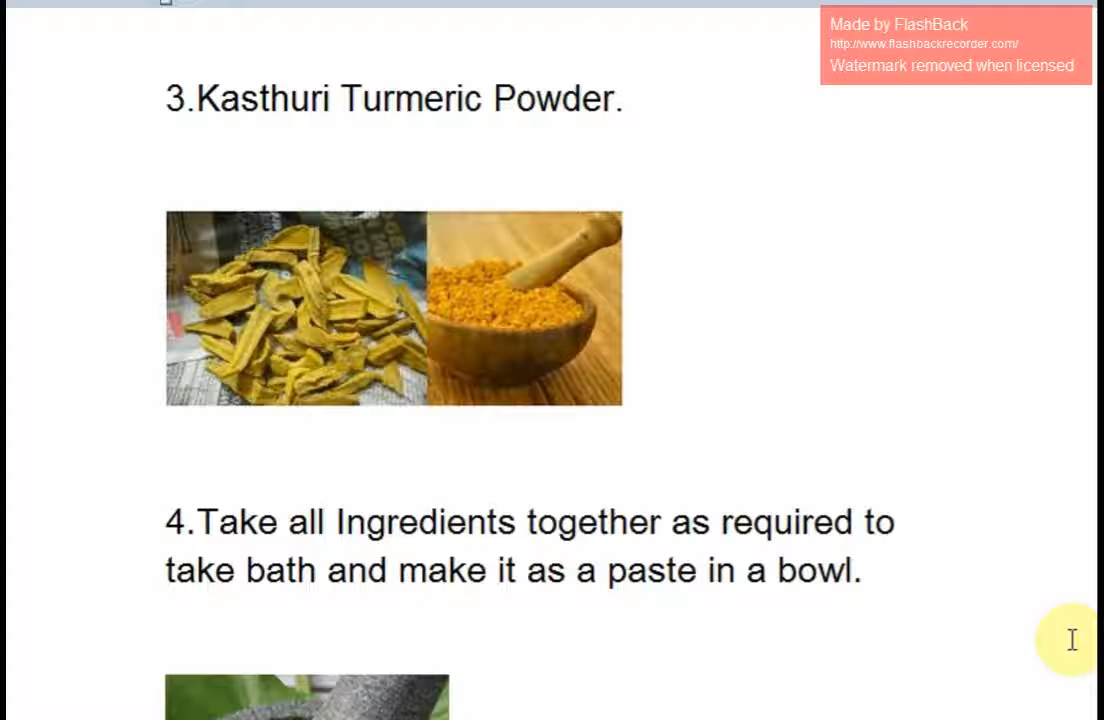 Made by FlashBack
http://www.flashbackrecorder.com/
Watermark removed when licensed
3.Kasthuri Turmeric Powder.
4.Take all Ingredients together as required to
take bath and make it as a paste in a bowl.